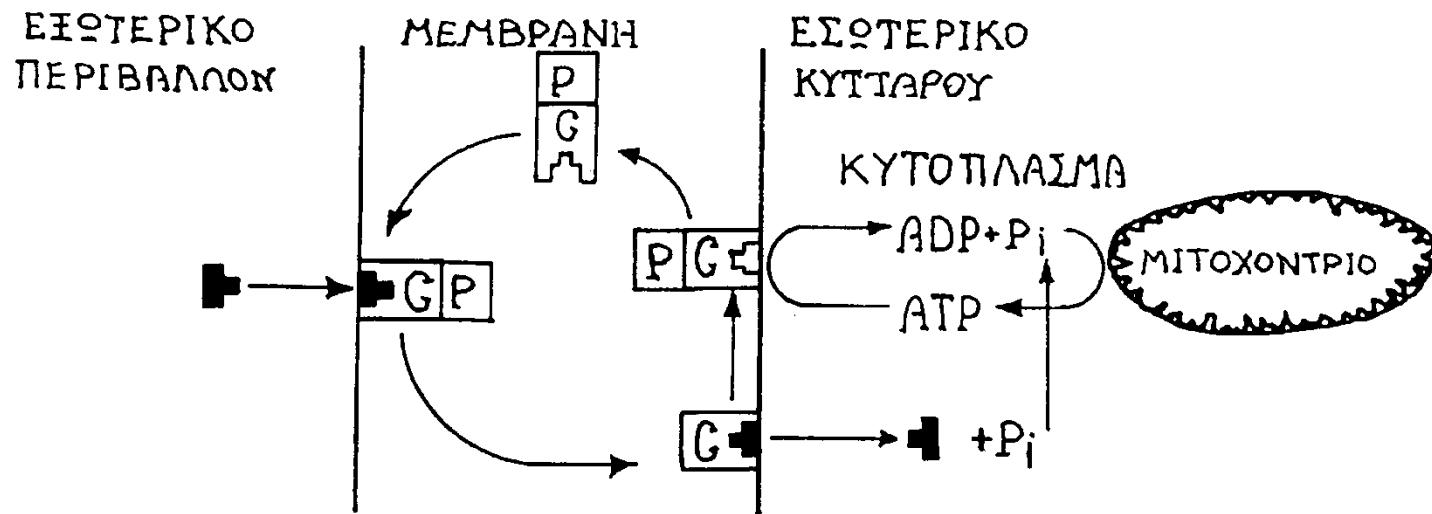 ΕΞΩΤΕΡΙΚΟ
ΠΕΡΙΒΑΛΛΟΝ
ΜΕΜΒΡΑΝΗ
ΕΣΩΤΕΡΙΚΟ
ΚΥΤΤΑΡΟΥ
P
G
ΚΥΤΟΠΛΑΣΜΑ
P G
ADP+Pi
ΜΙΤΟΧΟΝΤΡΙΟ
G P
ATP
G
+Pi